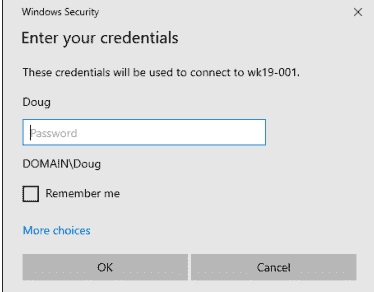 Windows Security
Enter your credentials
These credentials will be used to connect to wk19-001.
Doug
Password
DOMAIN\Doug
Remember me
More choices
OK
Cancel